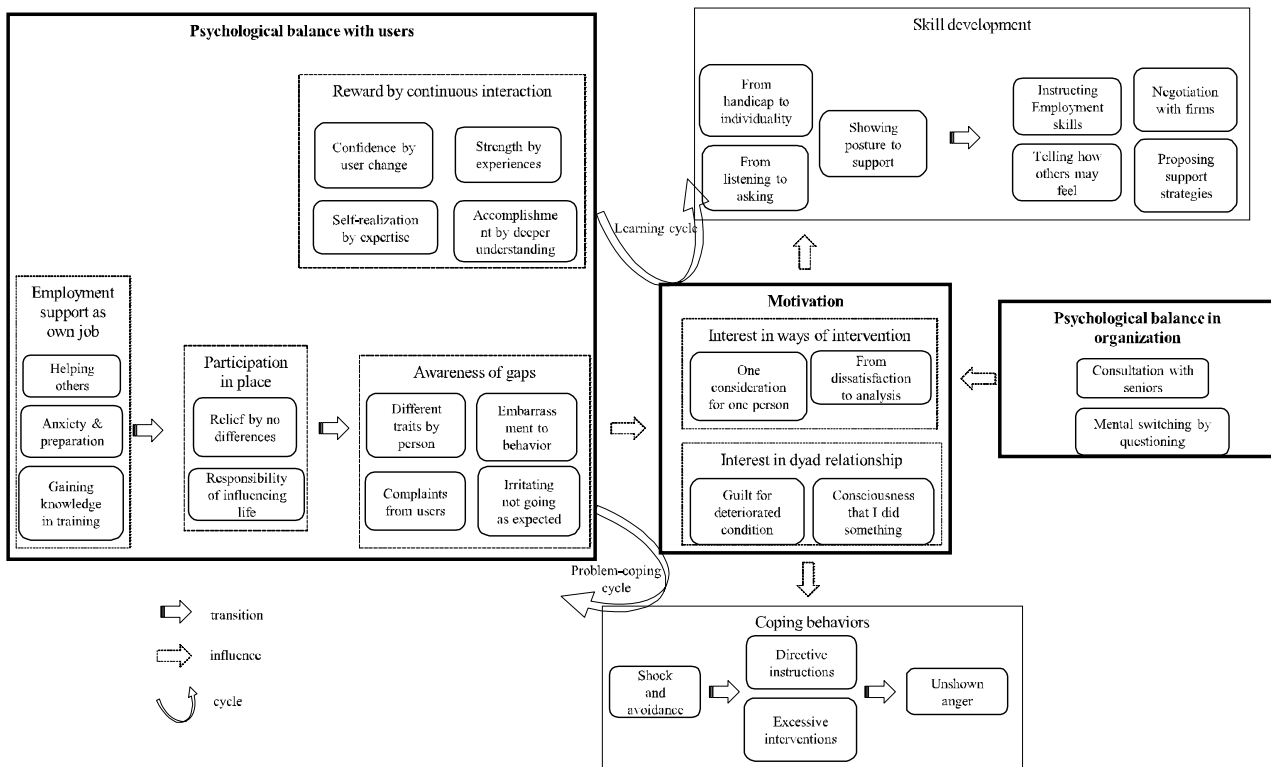 Psychological balance with users
Reward by continuous interaction
Confidence by
user change
Strength by
experiences
Self-realization
by expertise
Accomplishme
nt by deeper
understanding
Employment
support as
own job
Helping
others
Anxiety &
preparation
Gaining
knowledge
in training
Participation
in place
Relief by no
differences
Responsibility
of influencing
life
Awareness of gaps
Different
traits by
person
Embarrass
ment to
behavior
Complaints
from users
Irritating
not going
as expected
Skill development
From
handicap to
individuality
From
listening to
asking
Showing
posture to
support
Instructing
Employment
skills
Negotiation
with firms
Telling how
others may
feel
Proposing
support
strategies
Learning cycle
Motivation
Interest in ways of intervention
One
consideration
for one person
From
dissatisfaction
to analysis
Interest in dyad relationship
Guilt for
deteriorated
condition
Consciousness
that I did
something
Psychological balance in
organization
Consultation with
seniors
Mental switching by
questioning
Problem-coping
cycle
Coping behaviors
Shock
and
avoidance
Directive
instructions
Excessive
interventions
Unshown
anger
transition
influence
cycle